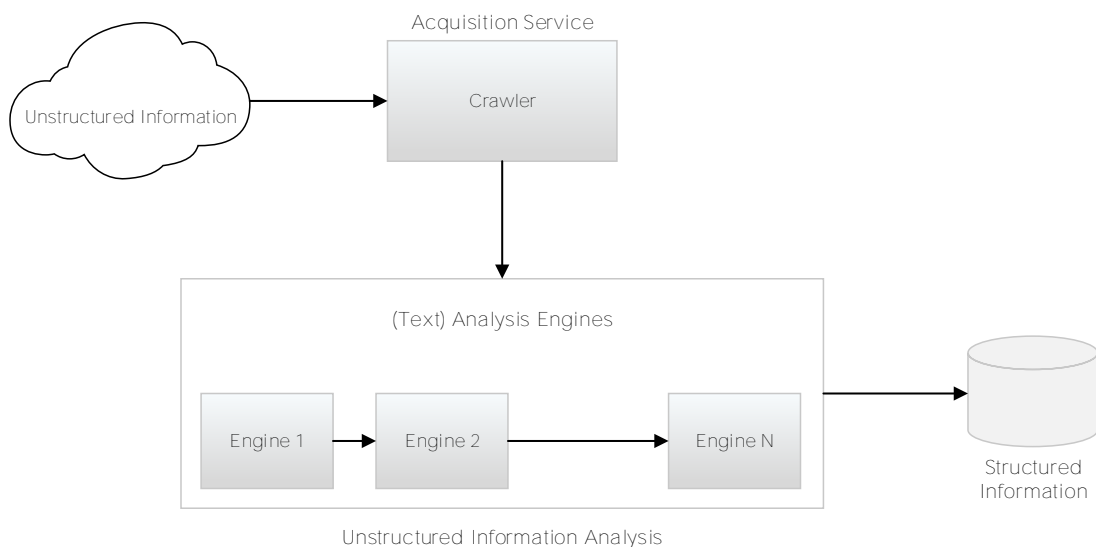 Acquisition Service
Crawler
Unstructured Information
(Text) Analysis Engines
Engine 1
Engine 2
Engine N
Structured
Information
Unstructured Information Analysis